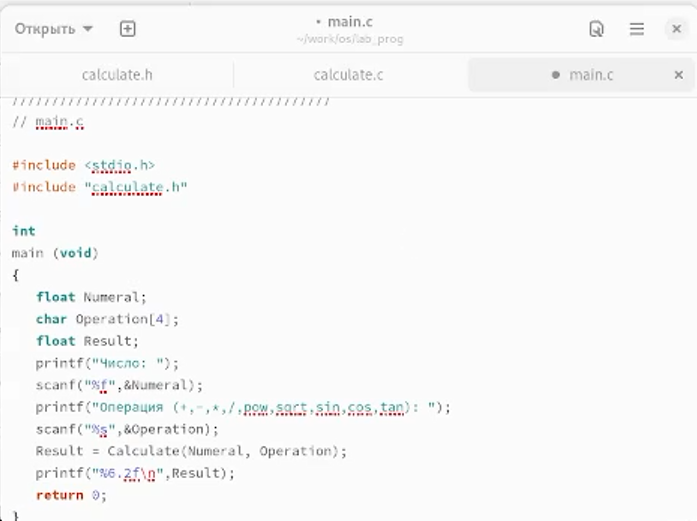 Открыть
• main.c
~/work/os/lab_prog
calculate.h
calculate.c
● main.c
////////////////////////////////////////
// main.c
#include <stdio.h>
#include "calculate.h"
int
main (void)
{
float Numeral;
char Operation[4];
float Result;
printf("Число: ");
scanf("%f",&Numeral);
printf("Операция (+,-,*,/,pow,sqrt,sin,cos,tan): ");
scanf("%s",&Operation);
Result = Calculate(Numeral, Operation);
printf("%6.2f\n",Result);
return 0;
}